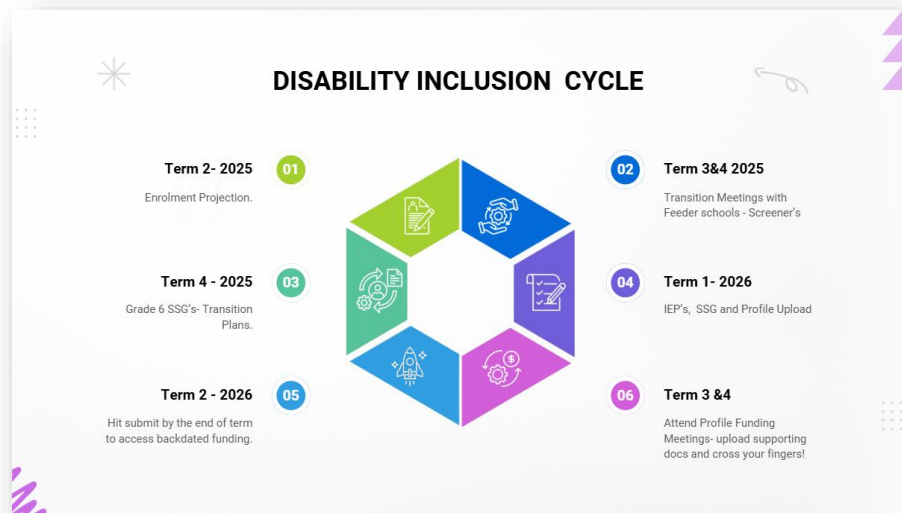 DISABILITY INCLUSION CYCLE
Term 2- 2025
01
Enrolment Projection.
02
Term 3&4 2025
Transition Meetings with
Feeder schools - Screener's
Term 4 - 2025
03
Grade 6 SSG's- Transition
Plans.
04
Term 1- 2026
IEP's, SSG and Profile Upload
Term 2 - 2026
05
Hit submit by the end of term
to access backdated funding.
06
Term 3 &4
Attend Profile Funding
Meetings- upload supporting
docs and cross your fingers!
$